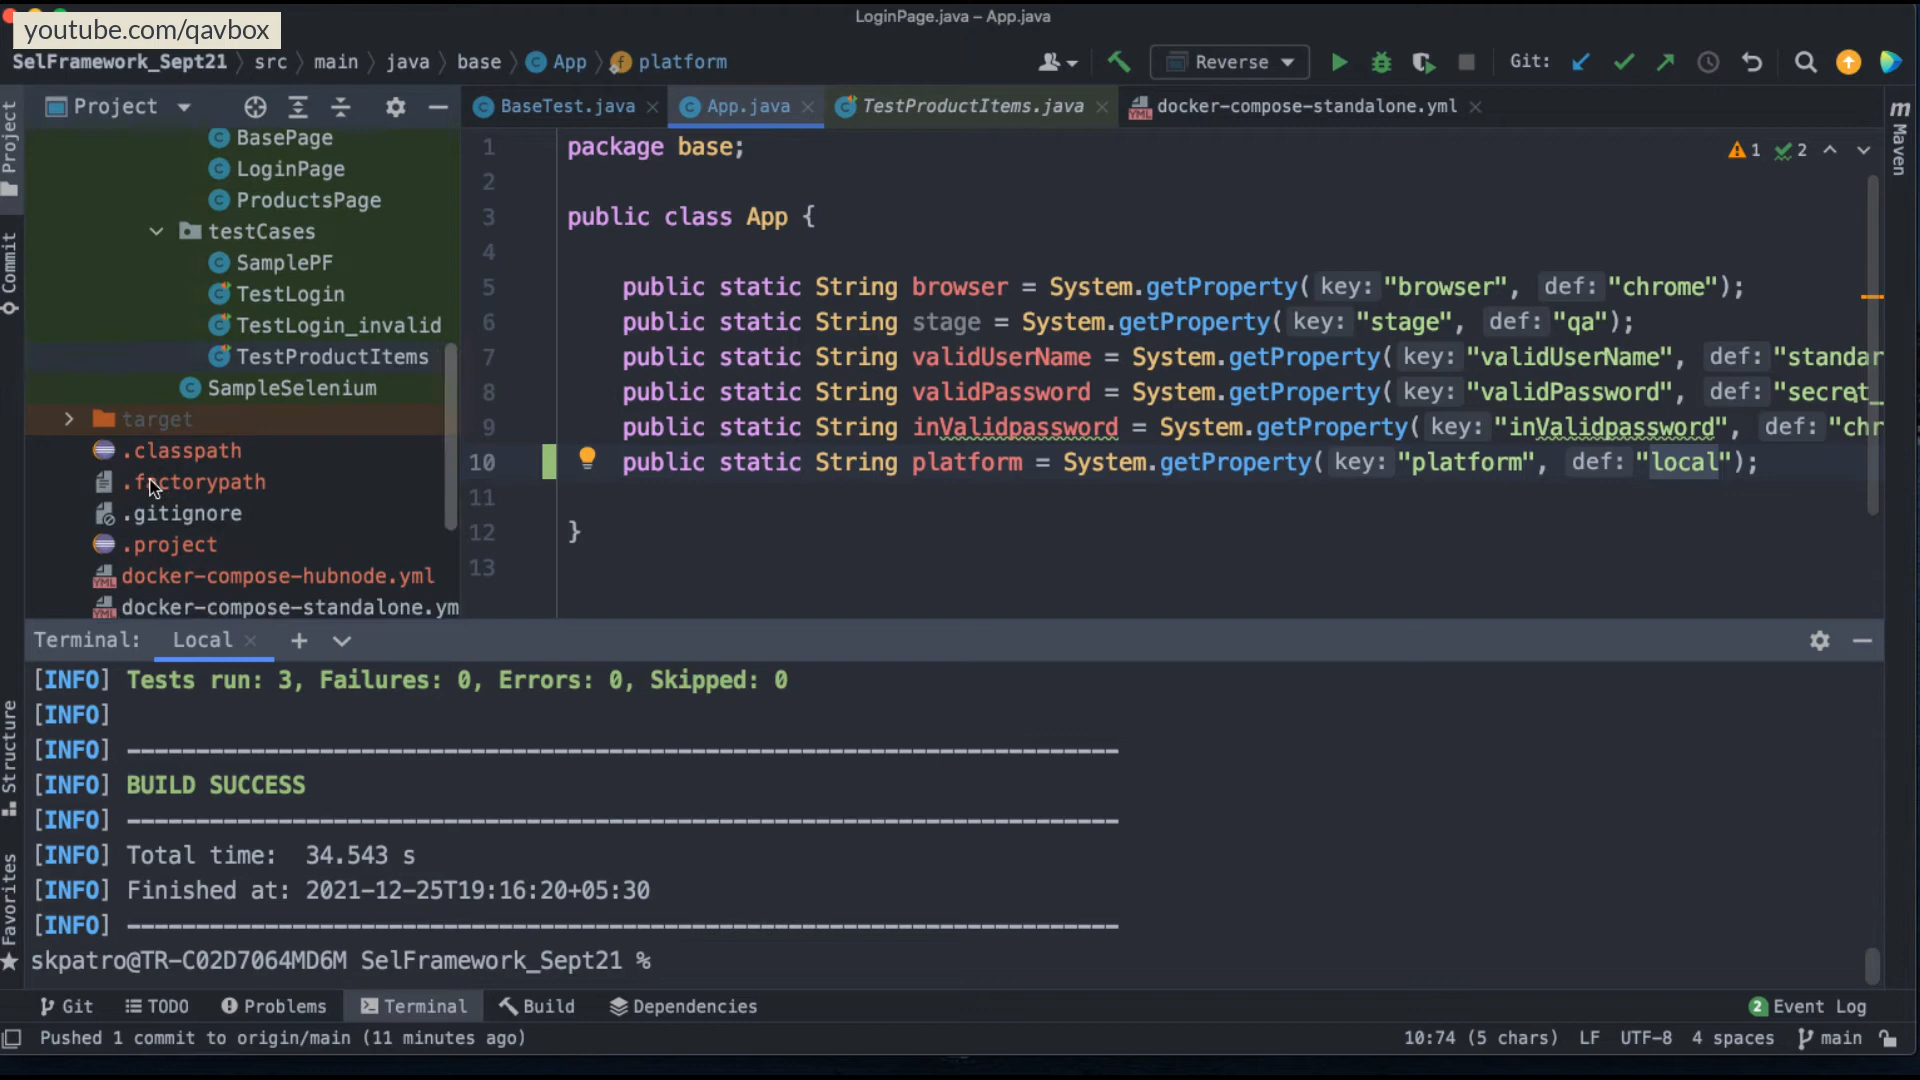 LoginPage.java – App.java
youtube.com/qavbox
SelFramework_Sept21 〉 src 〉 main 〉 java 〉 base 〉 App 〉 platform
Reverse
Git:
Project
BaseTest.java
App.java
TestProductItems.java
docker-compose-standalone.yml
BasePage
LoginPage
ProductsPage
testCases
SamplePF
TestLogin
TestLogin_invalid
TestProductItems
SampleSelenium
target
.classpath
.factorypath
.gitignore
.project
docker-compose-hubnode.yml
docker-compose-standalone.ym
1 package base;
2
3 public class App {
4
5 public static String browser = System.getProperty( key: "browser", def: "chrome");
6 public static String stage = System.getProperty( key: "stage", def: "qa");
7 public static String validUserName = System.getProperty( key: "validUserName", def: "standar
8 public static String validPassword = System.getProperty( key: "validPassword", def: "secret_
9 public static String inValidpassword = System.getProperty( key: "inValidpassword", def: "chr
10 public static String platform = System.getProperty( key: "platform", def: "local");
11
12 }
13
1 2
Project
Commit
Structure
Favorites
Maven
Terminal: Local
[INFO] Tests run: 3, Failures: 0, Errors: 0, Skipped: 0
[INFO]
[INFO] ------------------------------------------------------------------------
[INFO] BUILD SUCCESS
[INFO] ------------------------------------------------------------------------
[INFO] Total time:  34.543 s
[INFO] Finished at: 2021-12-25T19:16:20+05:30
[INFO] ------------------------------------------------------------------------
skpatro@TR-C02D7064MD6M SelFramework_Sept21 %
Git TODO Problems Terminal Build Dependencies 2 Event Log
Pushed 1 commit to origin/main (11 minutes ago) 10:74 (5 chars) LF UTF-8 4 spaces main